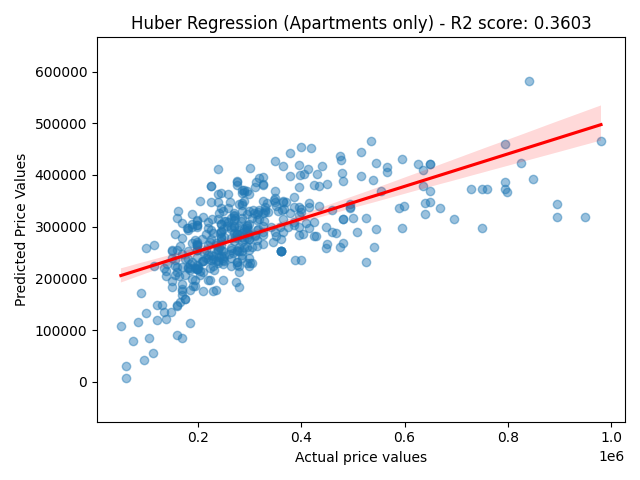 Huber Regression (Apartments only) - R2 score: 0.3603
600000
500000
400000
300000
200000
100000
0
Predicted Price Values
0.2 0.4 0.6 0.8 1.0
1e6
Actual price values